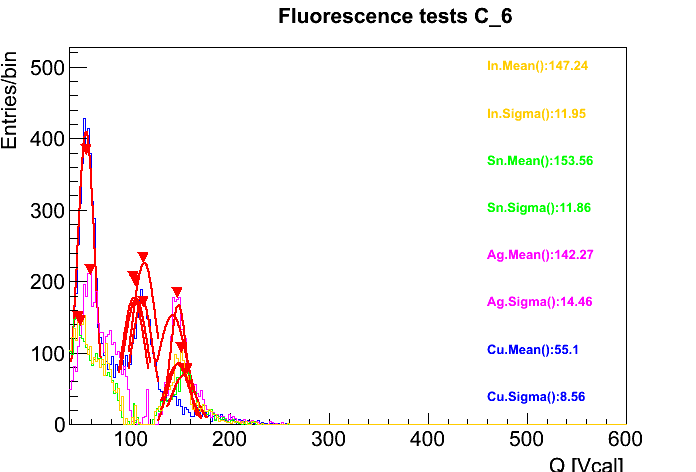 Fluorescence tests C_6
Entries/bin
500
400
300
200
100
0
In.Mean():147.24
In.Sigma():11.95
Sn.Mean():153.56
Sn.Sigma():11.86
Ag.Mean():142.27
Ag.Sigma():14.46
Cu.Mean():55.1
Cu.Sigma():8.56
100 200 300 400 500 600
Q [Vcal]